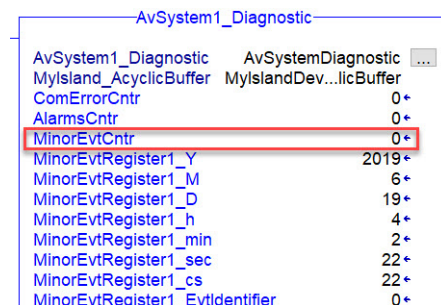 AvSystem1_Diagnostic
AvSystem1_Diagnostic AvSystemDiagnostic ...
MyIsland_AcyclicBuffer MyIslandDev...licBuffer
ComErrorCntr 0
AlarmsCntr 0
MinorEvtCntr 0
MinorEvtRegister1_Y 2019
MinorEvtRegister1_M 6
MinorEvtRegister1_D 19
MinorEvtRegister1_h 4
MinorEvtRegister1_min 2
MinorEvtRegister1_sec 22
MinorEvtRegister1_cs 22
MinorEvtRegister1_EvtIdentifier 0